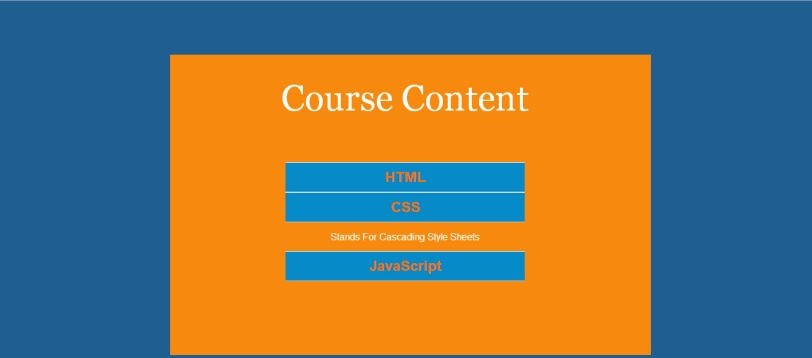 Course Content
HTML
CSS
Stands For Cascading Style Sheets
JavaScript